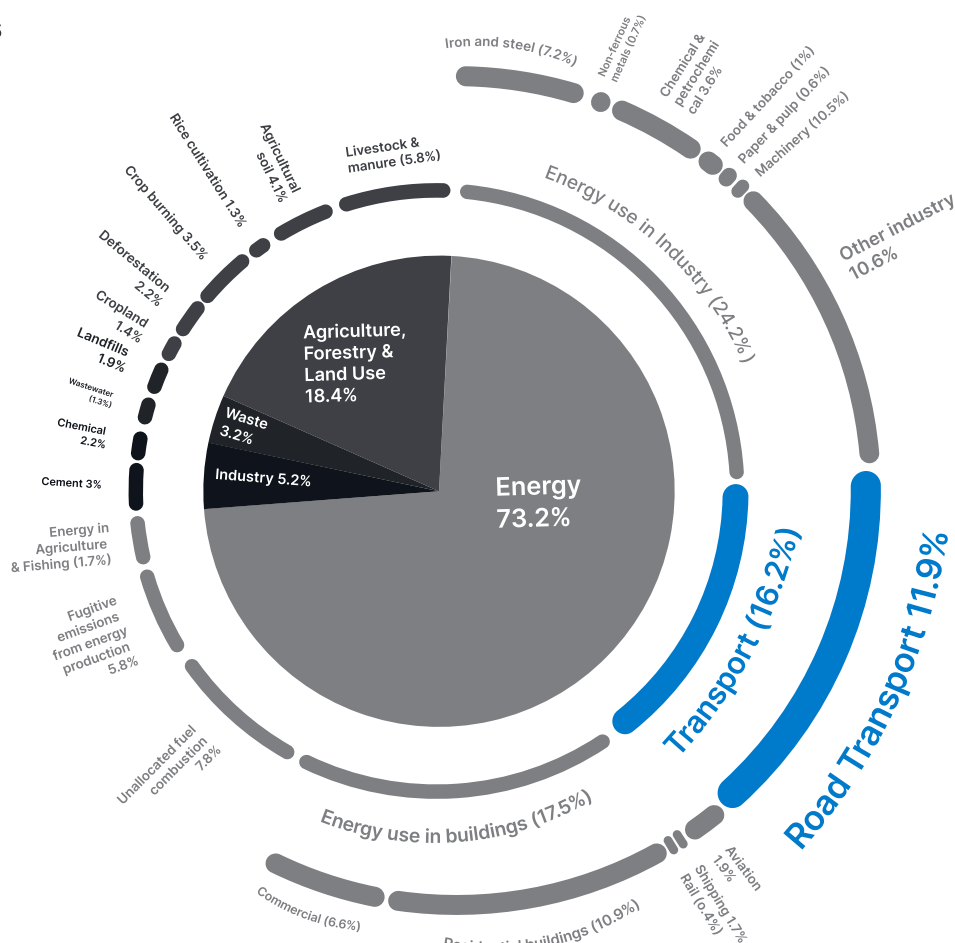 s
Iron and steel (7.2%)
Non-ferrous
metals (0.7%)
Chemical &
petrochemi
cal 3.6%
Food & tobacco (1%)
Paper & pulp (0.6%)
Machinery (10.5%)
Other industry
10.6%
Livestock &
manure (5.8%)
Agricultural
soil 4.1%
Rice cultivation 1.3%
Crop burning 3.5%
Deforestation
2.2%
Cropland
1.4%
Landfills
1.9%
Wastewater
(1.3%)
Chemical
2.2%
Cement 3%
Energy in
Agriculture
& Fishing (1.7%)
Fugitive
emissions
from energy
production
5.8%
Unallocated fuel
combustion
7.8%
Energy use in Industry (24.2%)
Agriculture,
Forestry &
Land Use
18.4%
Waste
3.2%
Industry 5.2%
Energy
73.2%
Transport (16.2%)
Road Transport 11.9%
Energy use in buildings (17.5%)
Aviation
1.9%
Shipping 1.7%
Rail (0.4%)
Commercial (6.6%)
buildings (10.9%)